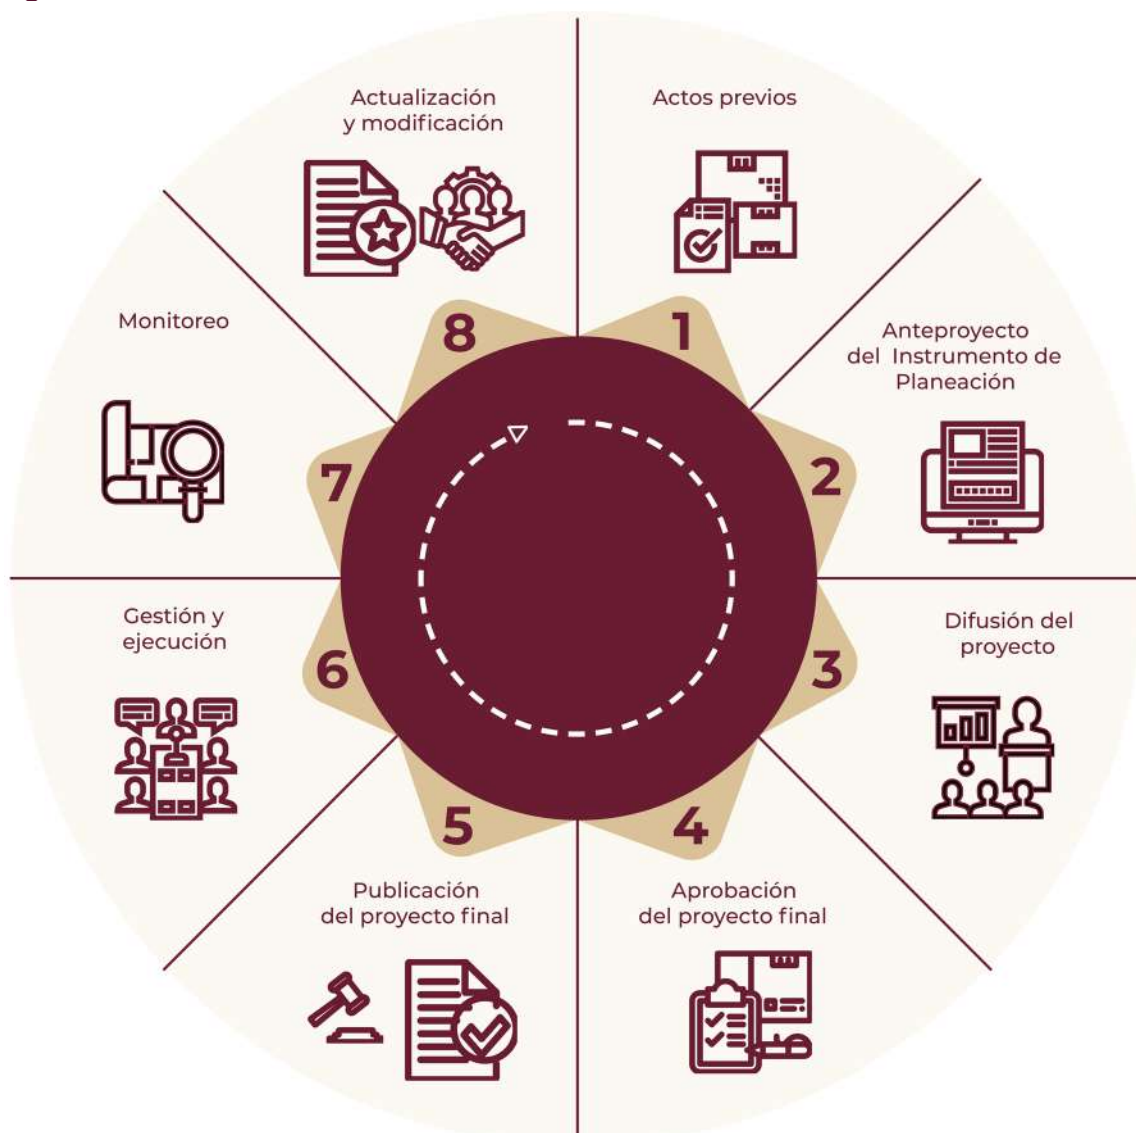 Actos previos
1
Anteproyecto
del Instrumento de
Planeación
2
Difusión del
proyecto
3
Aprobación
del proyecto final
4
Publicación
del proyecto final
5
Gestión y
ejecución
6
Monitoreo
7
Actualización
y modificación
8